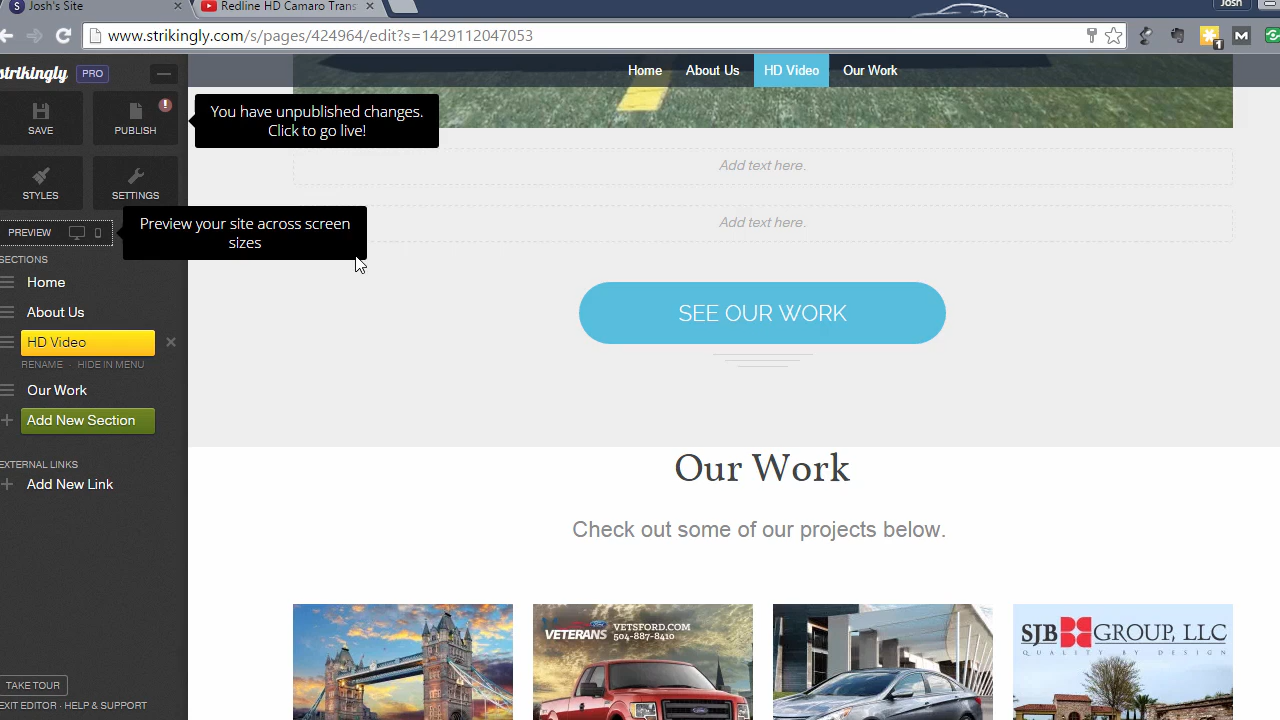 Josh's Site
Redline HD Camaro Trans
Josh
www.strikingly.com/s/pages/424964/edit?s=1429112047053
1
strikingly PRO
Home
About Us
HD Video
Our Work
SAVE
PUBLISH
You have unpublished changes.
Click to go live!
STYLES
SETTINGS
PREVIEW
Preview your site across screen
sizes
SECTIONS
Home
About Us
HD Video
RENAME · HIDE IN MENU
Our Work
Add New Section
EXTERNAL LINKS
Add New Link
TAKE TOUR
EXIT EDITOR · HELP & SUPPORT
Add text here.
Add text here.
SEE OUR WORK
Our Work
Check out some of our projects below.
VETERANS
VETSFORD.COM
504-887-8410
SJB GROUP, LLC
QUALITY BY DESIGN